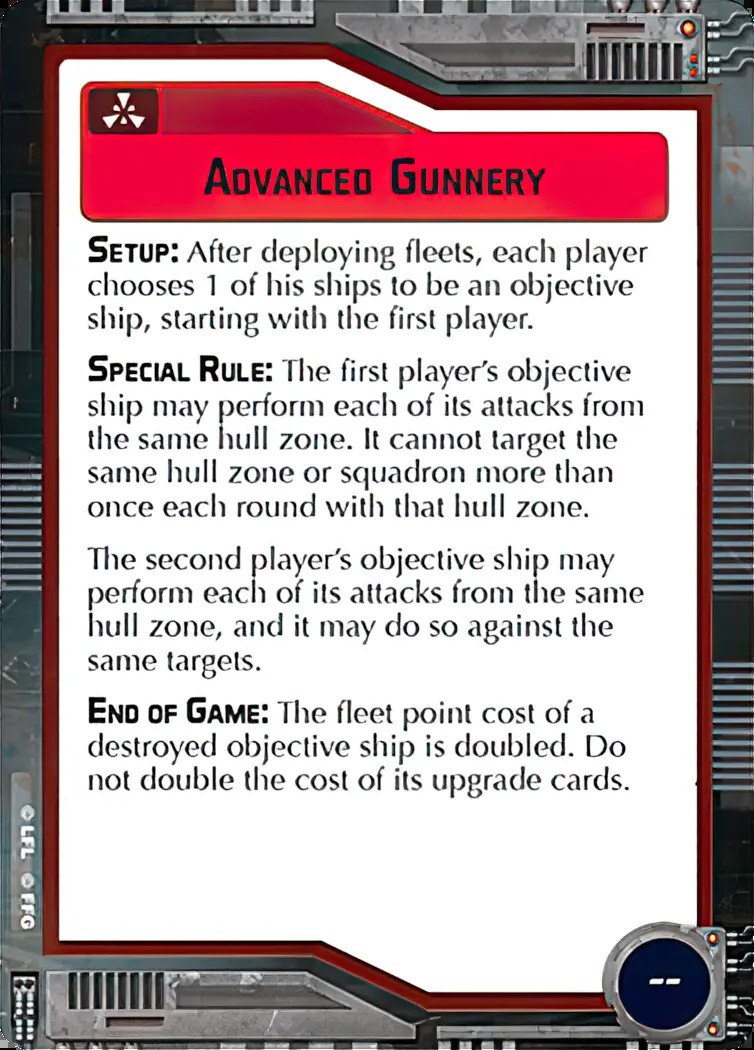 Advanced Gunnery
Setup: After deploying fleets, each player
chooses 1 of his ships to be an objective
ship, starting with the first player.
Special Rule: The first player's objective
ship may perform each of its attacks from
the same hull zone. It cannot target the
same hull zone or squadron more than
once each round with that hull zone.
The second player's objective ship may
perform each of its attacks from the same
hull zone, and it may do so against the
same targets.
End of Game: The fleet point cost of a
destroyed objective ship is doubled. Do
not double the cost of its upgrade cards.
© LFL © FFG
--